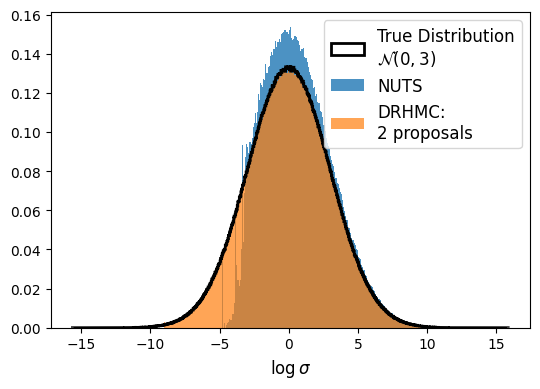 0.16
0.14
0.12
0.10
0.08
0.06
0.04
0.02
0.00
True Distribution
𝒩(0, 3)
NUTS
DRHMC:
2 proposals
−15 −10 −5 0 5 10 15
log σ